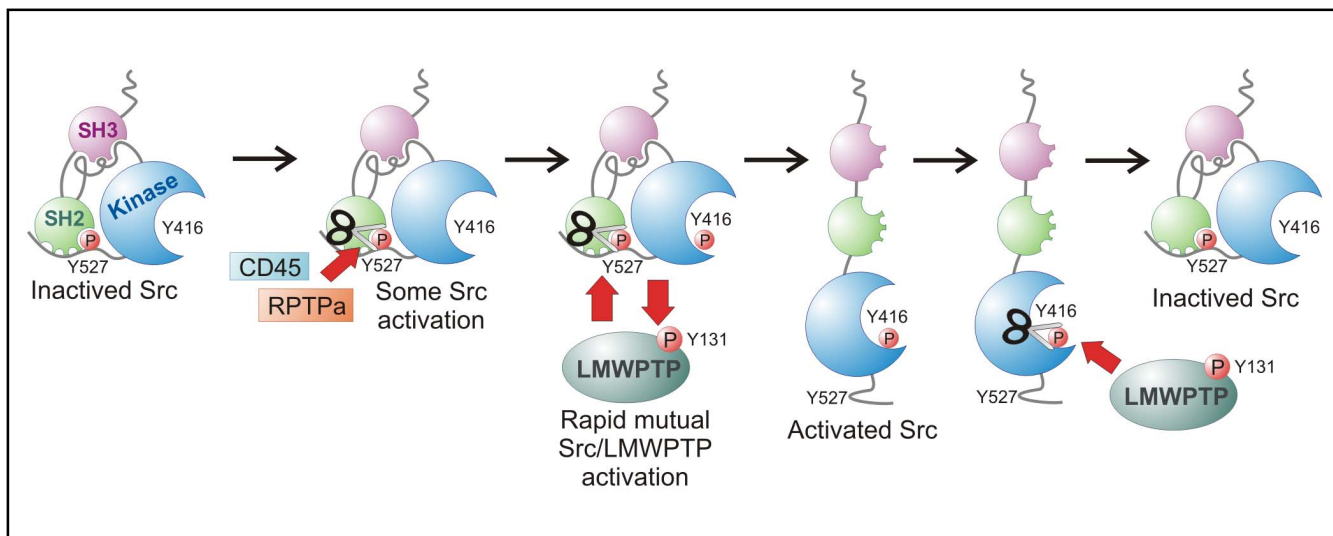 SH3
Kinase
SH2
Y416
P
Y527
Inactived Src
Y416
P
Y527
CD45
RPTPa
Some Src
activation
Y416
P
P
Y527
P
Y131
LMWPTP
Rapid mutual
Src/LMWPTP
activation
Y416
P
Y527
Activated Src
Y416
P
Y527
P
Y131
LMWPTP
Y416
P
Y527
Inactived Src